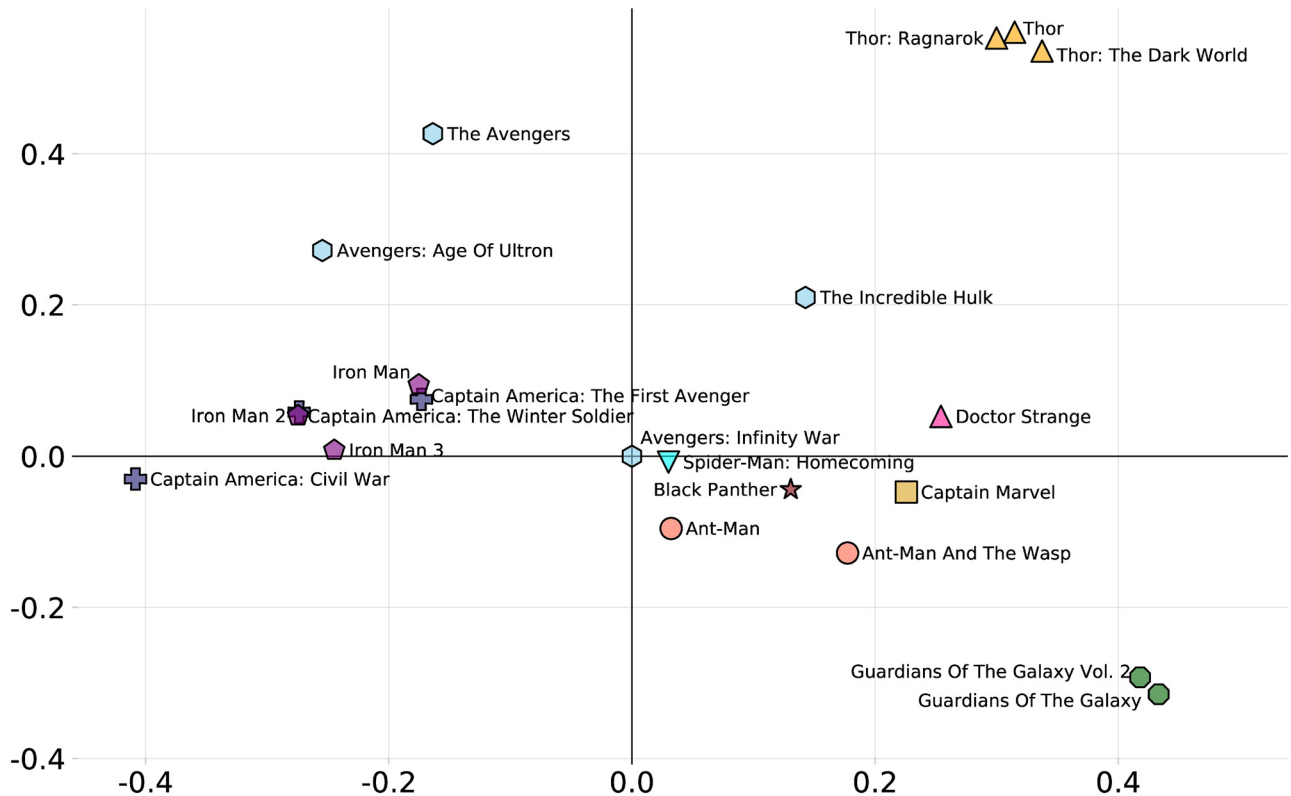 Thor: Ragnarok
Thor
Thor: The Dark World
The Avengers
0.4
Avengers: Age Of Ultron
The Incredible Hulk
0.2
Iron Man
Captain America: The First Avenger
Iron Man 2
Captain America: The Winter Soldier
Doctor Strange
Avengers: Infinity War
Iron Man 3
0.0
Spider-Man: Homecoming
Captain America: Civil War
Black Panther
Captain Marvel
Ant-Man
Ant-Man And The Wasp
-0.2
Guardians Of The Galaxy Vol. 2
Guardians Of The Galaxy
-0.4
-0.4 -0.2 0.0 0.2 0.4